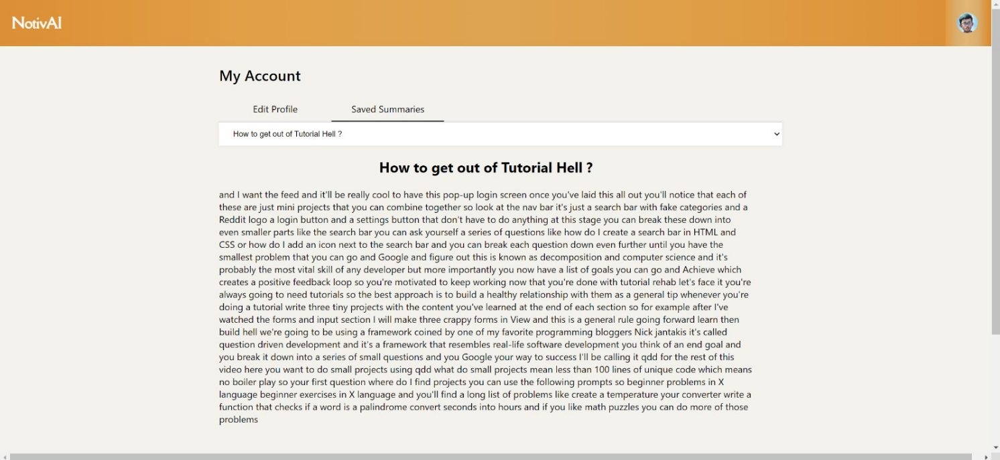 NotivAI
My Account
Edit Profile
Saved Summaries
How to get out of Tutorial Hell ?
How to get out of Tutorial Hell ?
and I want the feed and it'll be really cool to have this pop-up login screen once you've laid this all out you'll notice that each of
these are just mini projects that you can combine together so look at the nav bar it's just a search bar with fake categories and a
Reddit logo a login button and a settings button that don't have to do anything at this stage you can break these down into
even smaller parts like the search bar you can ask yourself a series of questions like how do I create a search bar in HTML and
CSS or how do I add an icon next to the search bar and you can break each question down even further until you have the
smallest problem that you can go and Google and figure out this is known as decomposition and computer science and it's
probably the most vital skill of any developer but more importantly you now have a list of goals you can go and Achieve which
creates a positive feedback loop so you're motivated to keep working now that you're done with tutorial rehab let's face it you're
always going to need tutorials so the best approach is to build a healthy relationship with them as a general tip whenever you're
doing a tutorial write three tiny projects with the content you've learned at the end of each section so for example after I've
watched the forms and input section I will make three crappy forms in View and this is a general rule going forward learn then
build hell we're going to be using a framework coined by one of my favorite programming bloggers Nick jantakis it's called
question driven development and it's a framework that resembles real-life software development you think of an end goal and
you break it down into a series of small questions and you Google your way to success I'll be calling it qdd for the rest of this
video here you want to do small projects using qdd what do small projects mean less than 100 lines of unique code which means
no boiler play so your first question where do I find projects you can use the following prompts so beginner problems in X
language beginner exercises in X language and you'll find a long list of problems like create a temperature your converter write a
function that checks if a word is a palindrome convert seconds into hours and if you like math puzzles you can do more of those
problems